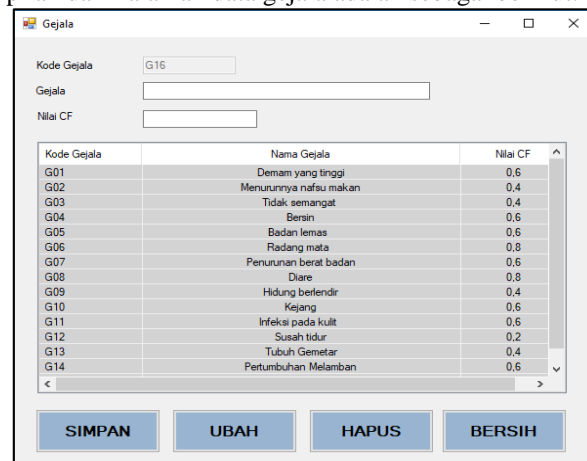 Gejala
Kode Gejala G16
Gejala
Nilai CF
Kode Gejala Nama Gejala Nilai CF
G01 Demam yang tinggi 0,6
G02 Menurunnya nafsu makan 0,4
G03 Tidak semangat 0,4
G04 Bersin 0,6
G05 Badan lemas 0,6
G06 Radang mata 0,8
G07 Penurunan berat badan 0,6
G08 Diare 0,8
G09 Hidung berlendir 0,4
G10 Kejang 0,6
G11 Infeksi pada kulit 0,6
G12 Susah tidur 0,2
G13 Tubuh Gemetar 0,4
G14 Pertumbuhan Melamban 0,6
SIMPAN UBAH HAPUS BERSIH